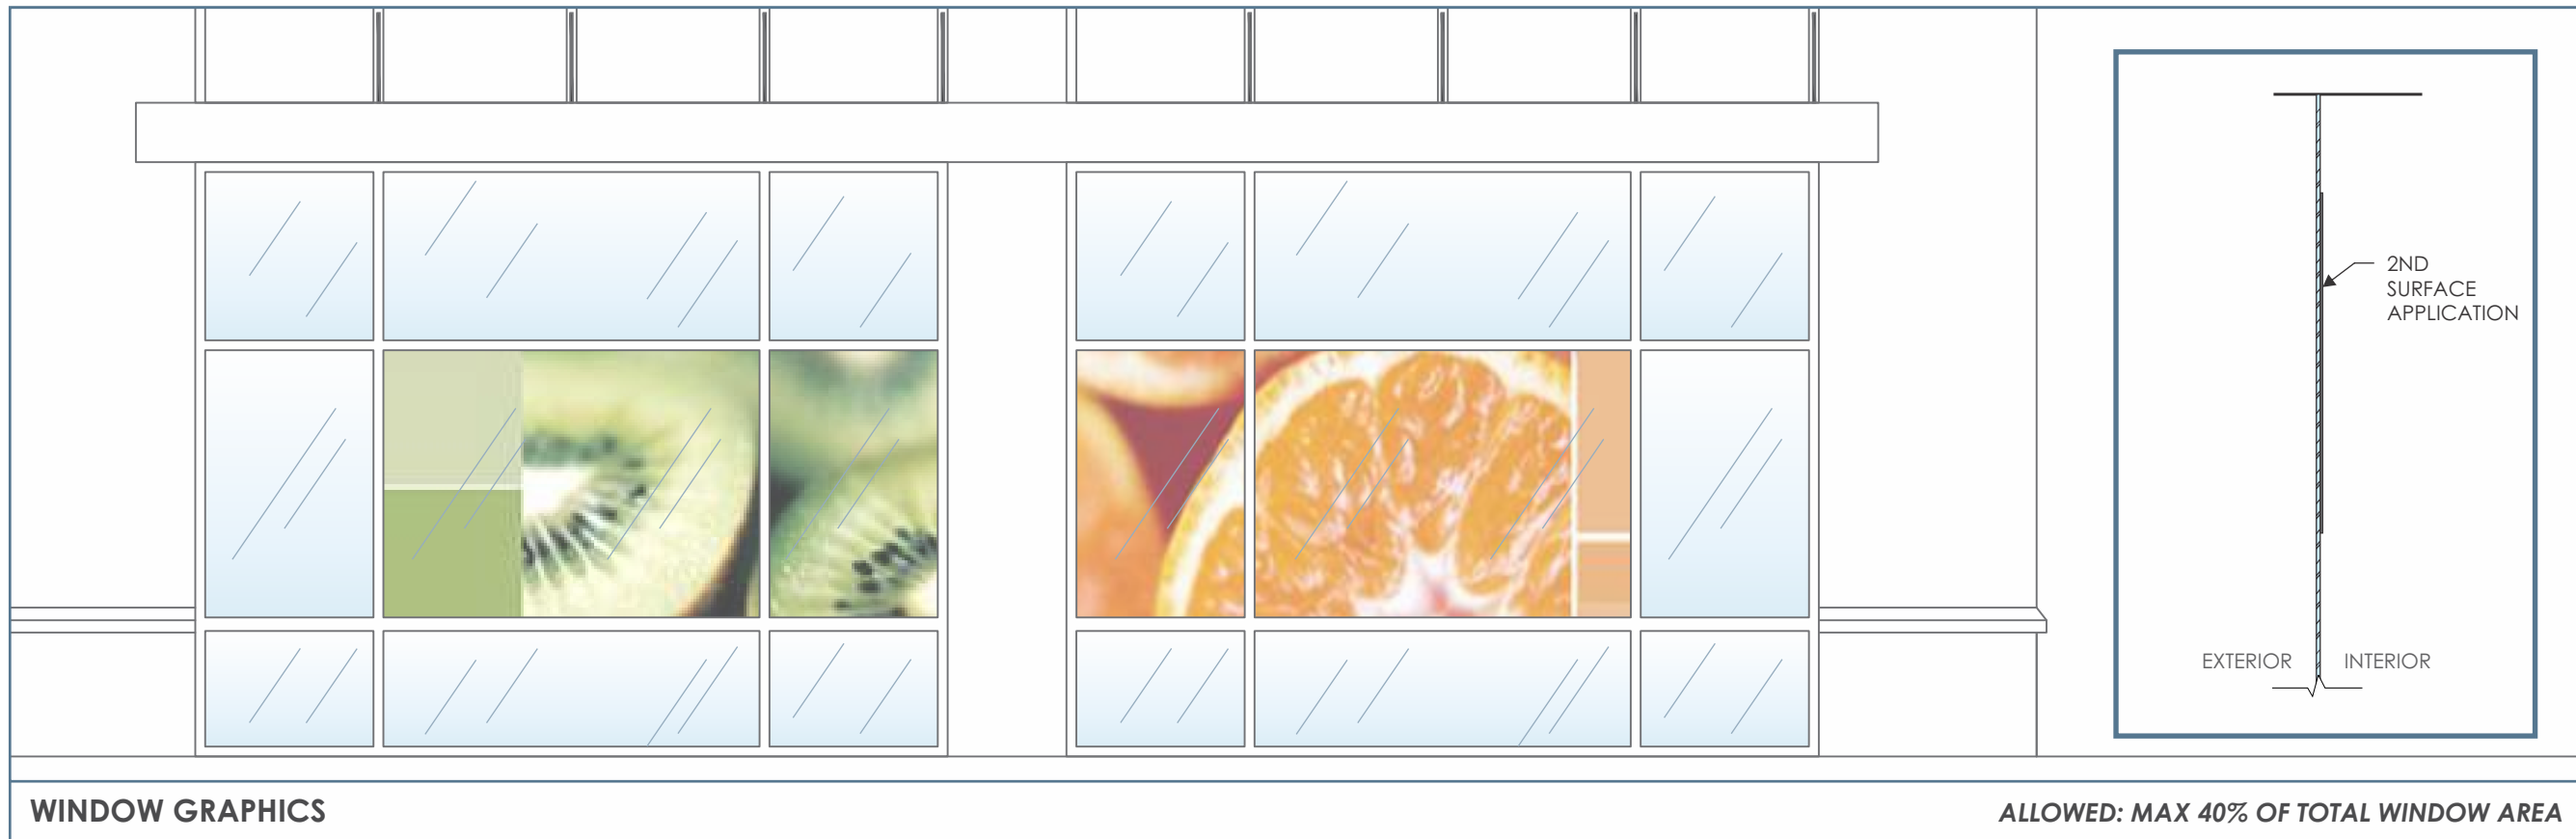 2ND
SURFACE
APPLICATION
EXTERIOR INTERIOR
WINDOW GRAPHICS
ALLOWED: MAX 40% OF TOTAL WINDOW AREA